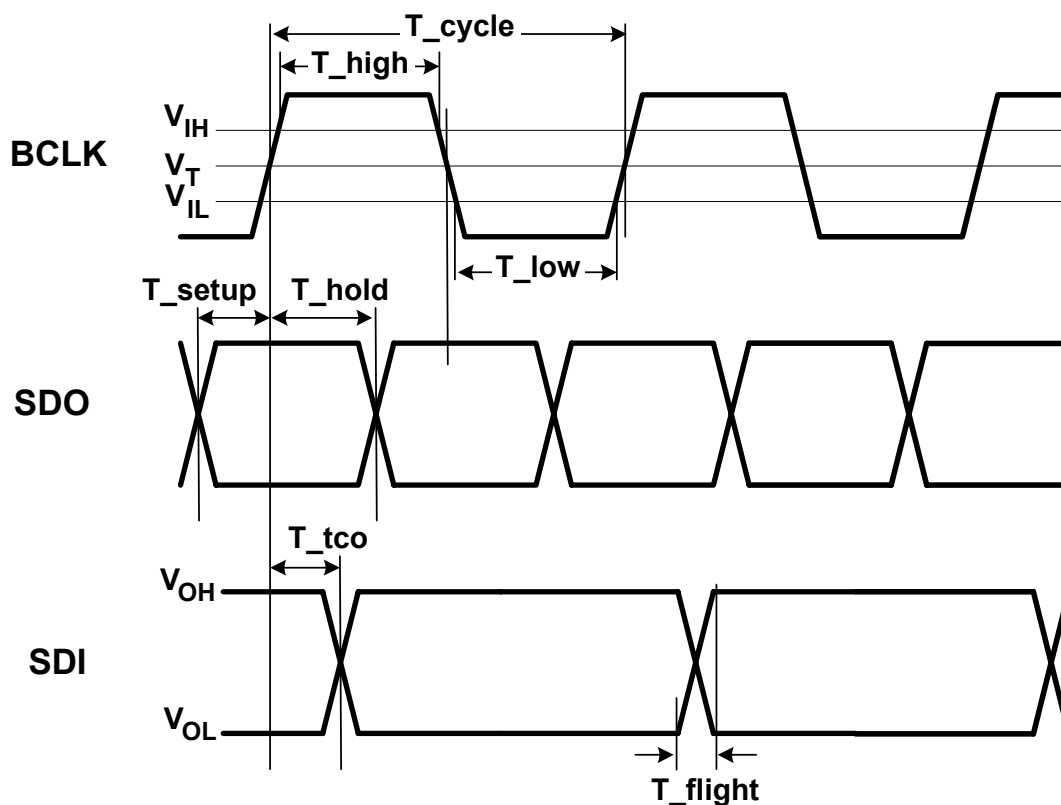 T_cycle
T_high
V_IH
BCLK
V_T
V_IL
T_low
T_setup
T_hold
SDO
T_tco
V_OH
SDI
V_OL
T_flight